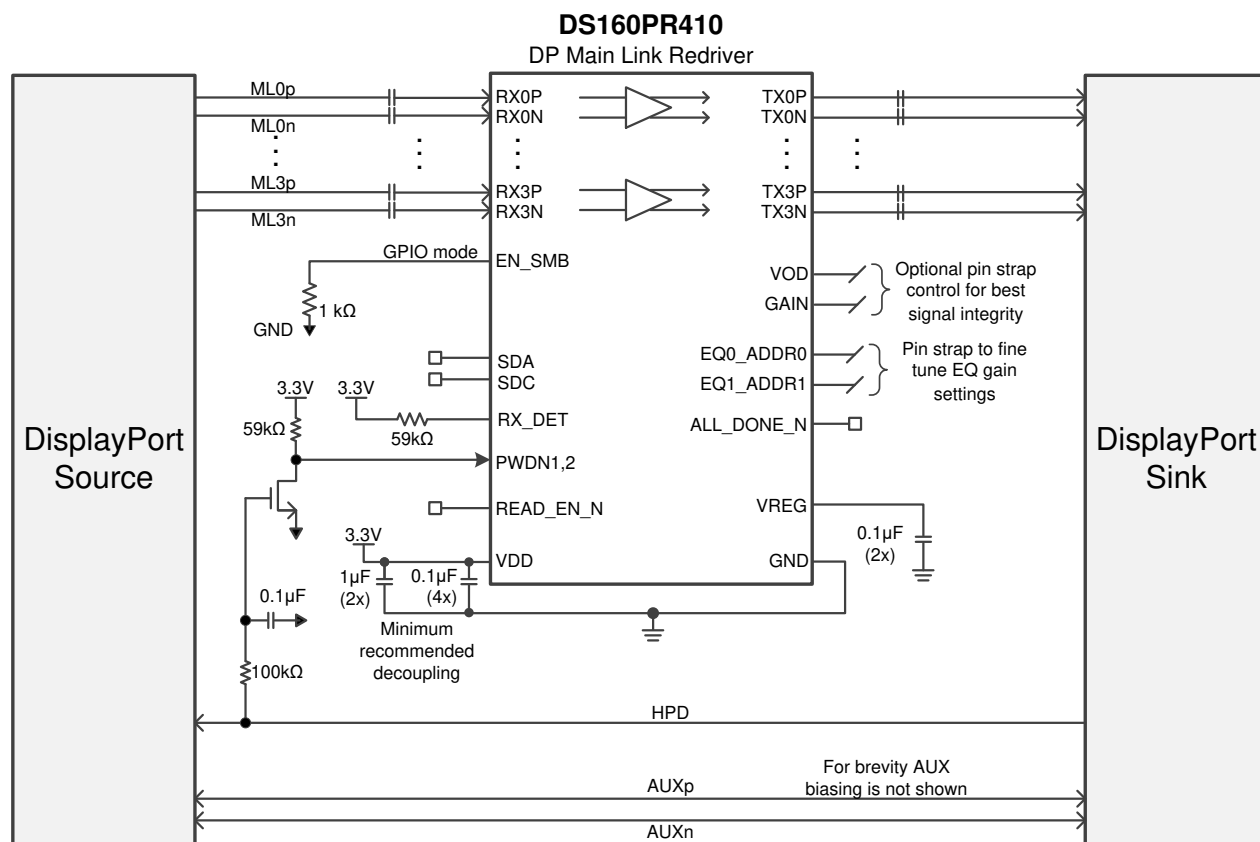 DS160PR410
DP Main Link Redriver
DisplayPort
Source
ML0p
ML0n
ML3p
ML3n
GPIO mode
1 kΩ
GND
3.3V
59kΩ
3.3V
59kΩ
0.1µF
100kΩ
3.3V
1µF
(2x)
0.1µF
(4x)
Minimum
recommended
decoupling
RX0P
RX0N
RX3P
RX3N
EN_SMB
SDA
SDC
RX_DET
PWDN1,2
READ_EN_N
VDD
TX0P
TX0N
TX3P
TX3N
VOD
GAIN
EQ0_ADDR0
EQ1_ADDR1
ALL_DONE_N
VREG
GND
Optional pin strap
control for best
signal integrity
Pin strap to fine
tune EQ gain
settings
0.1µF
(2x)
DisplayPort
Sink
HPD
For brevity AUX
biasing is not shown
AUXp
AUXn